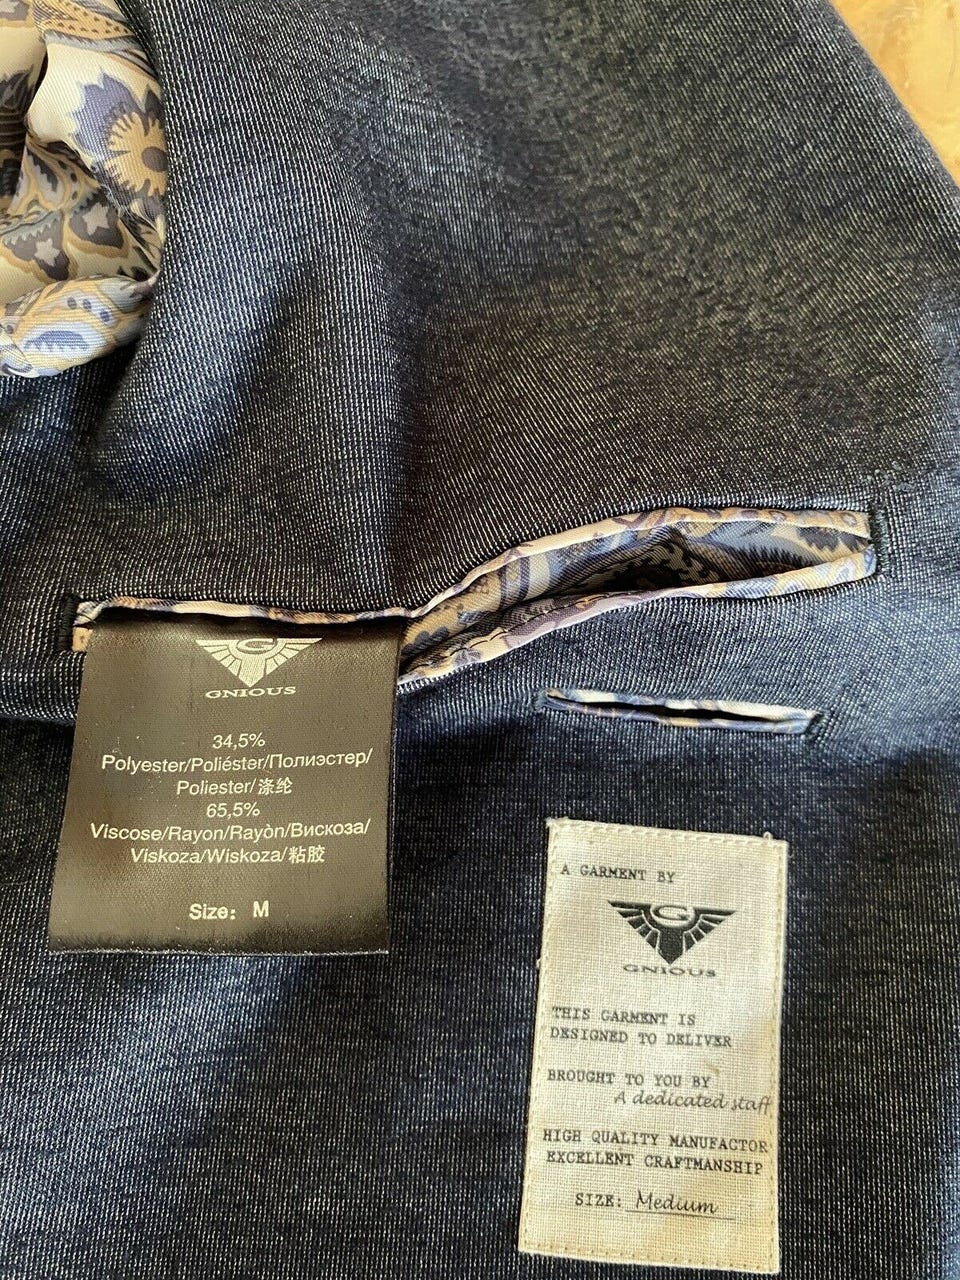 G
GNIOUS
34,5%
Polyester/Poliéster/Полиэстер/
Poliester/涤纶
65,5%
Viscose/Rayon/Rayòn/Вискоза/
Viskoza/Wiskoza/粘胶
Size: M
A GARMENT BY
G
GNIOUS
THIS GARMENT IS
DESIGNED TO DELIVER
BROUGHT TO YOU BY
A dedicated staff
HIGH QUALITY MANUFACTOR
EXCELLENT CRAFTMANSHIP
SIZE: Medium